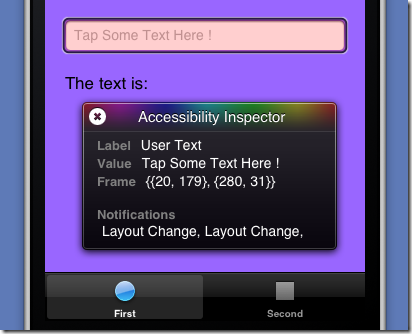 Tap Some Text Here !
The text is:
Accessibility Inspector
Label User Text
Value Tap Some Text Here !
Frame {{20, 179}, {280, 31}}
Notifications
Layout Change, Layout Change,
First Second